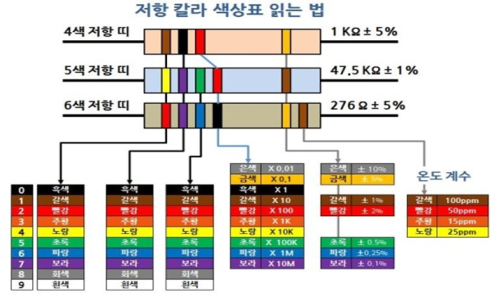 저항 칼라 색상표 읽는 법
4색 저항 띠 1 KΩ ± 5%
5색 저항 띠 47.5 KΩ ± 1%
6색 저항 띠 276 Ω ± 5%
온도 계수
은색 X 0,01 은색 ± 10%
금색 X 0,1 금색 ± 5%
0 흑색 흑색 흑색 흑색 X 1
1 갈색 갈색 갈색 갈색 X 10 갈색 ± 1% 갈색 100ppm
2 빨강 빨강 빨강 빨강 X 100 빨강 ± 2% 빨강 50ppm
3 주황 주황 주황 주황 X 1K 주황 15ppm
4 노랑 노랑 노랑 노랑 X 10K 노랑 25ppm
5 초록 초록 초록 초록 X 100K 초록 ± 0.5%
6 파랑 파랑 파랑 파랑 X 1M 파랑 ±0,25%
7 보라 보라 보라 보라 X 10M 보라 ± 0.1%
8 회색 회색 회색
9 흰색 흰색 흰색